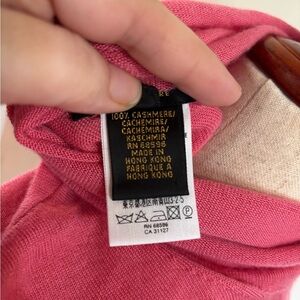 100% CASHMERE/
CACHEMIRE/
CACHEMIRA/
KASCHMIR
RN 68596
MADE IN
HONG KONG
FABRIQUE A
HONG KONG
RN 68596
CA 31127